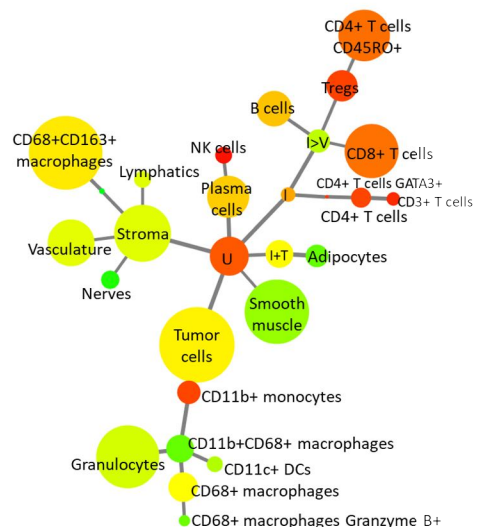 CD4+ T cells
CD45RO+
Tregs
B cells
I>V
CD8+ T cells
NK cells
CD68+CD163+
macrophages
Lymphatics
Plasma
cells
I
CD4+ T cells GATA3+
CD3+ T cells
CD4+ T cells
Stroma
Vasculature
U
I+T
Adipocytes
Nerves
Smooth
muscle
Tumor
cells
CD11b+ monocytes
CD11b+CD68+ macrophages
Granulocytes
CD11c+ DCs
CD68+ macrophages
CD68+ macrophages Granzyme B+